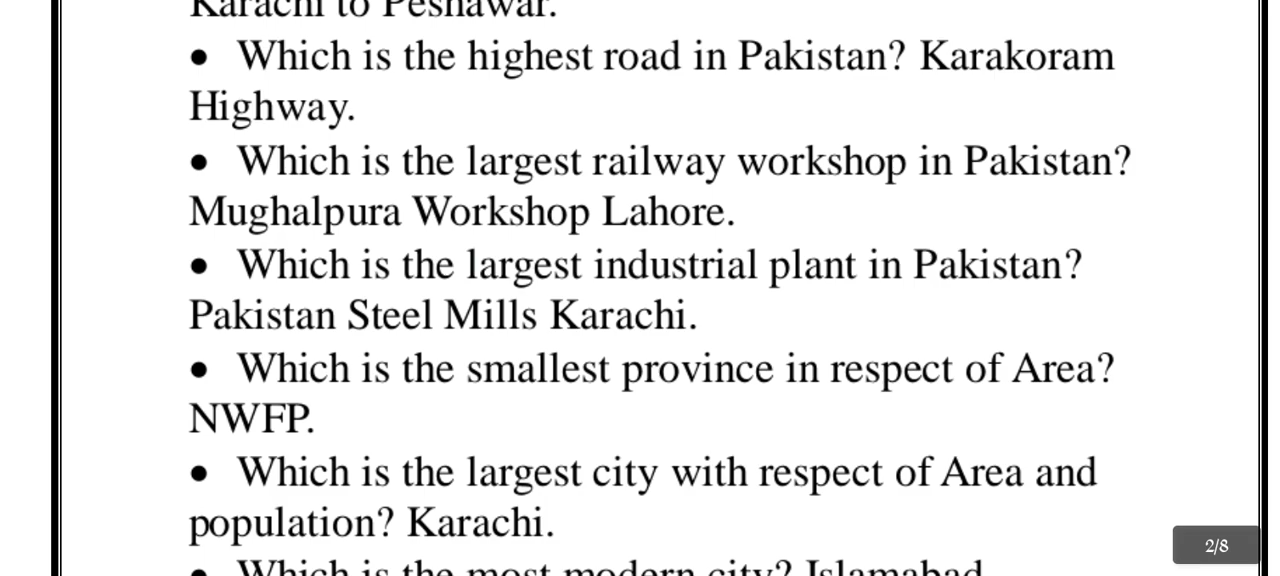 Karachi to Peshawar.
• Which is the highest road in Pakistan? Karakoram
Highway.
• Which is the largest railway workshop in Pakistan?
Mughalpura Workshop Lahore.
• Which is the largest industrial plant in Pakistan?
Pakistan Steel Mills Karachi.
• Which is the smallest province in respect of Area?
NWFP.
• Which is the largest city with respect of Area and
population? Karachi.
• Which is the most modern city? Islamabad
2/8